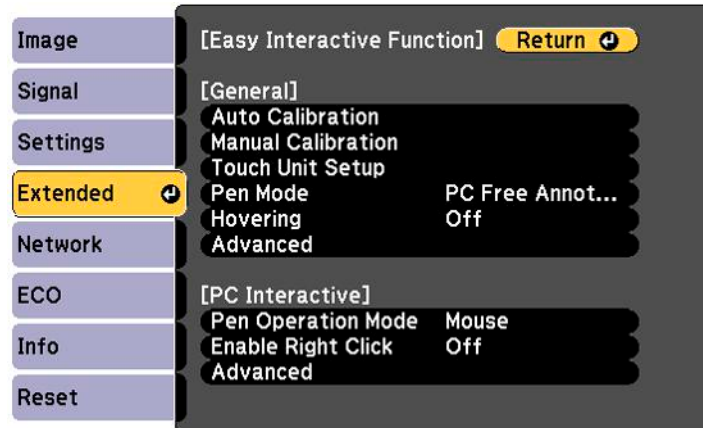 Image
Signal
Settings
Extended
Network
ECO
Info
Reset
[Easy Interactive Function] Return
[General]
Auto Calibration
Manual Calibration
Touch Unit Setup
Pen Mode PC Free Annot...
Hovering Off
Advanced
[PC Interactive]
Pen Operation Mode Mouse
Enable Right Click Off
Advanced